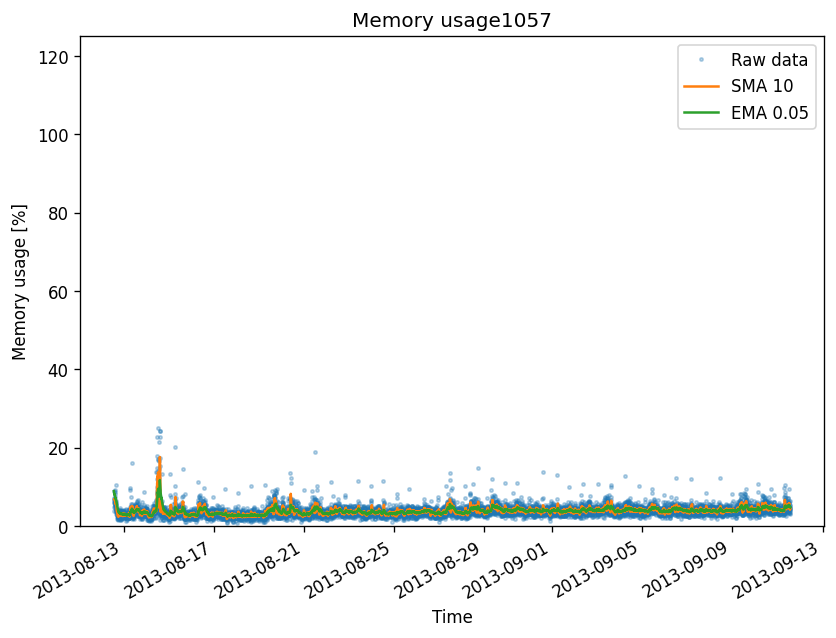 Memory usage1057
120
100
80
60
40
20
0
Memory usage [%]
Raw data
SMA 10
EMA 0.05
2013-08-13
2013-08-17
2013-08-21
2013-08-25
2013-08-29
2013-09-01
2013-09-05
2013-09-09
2013-09-13
Time